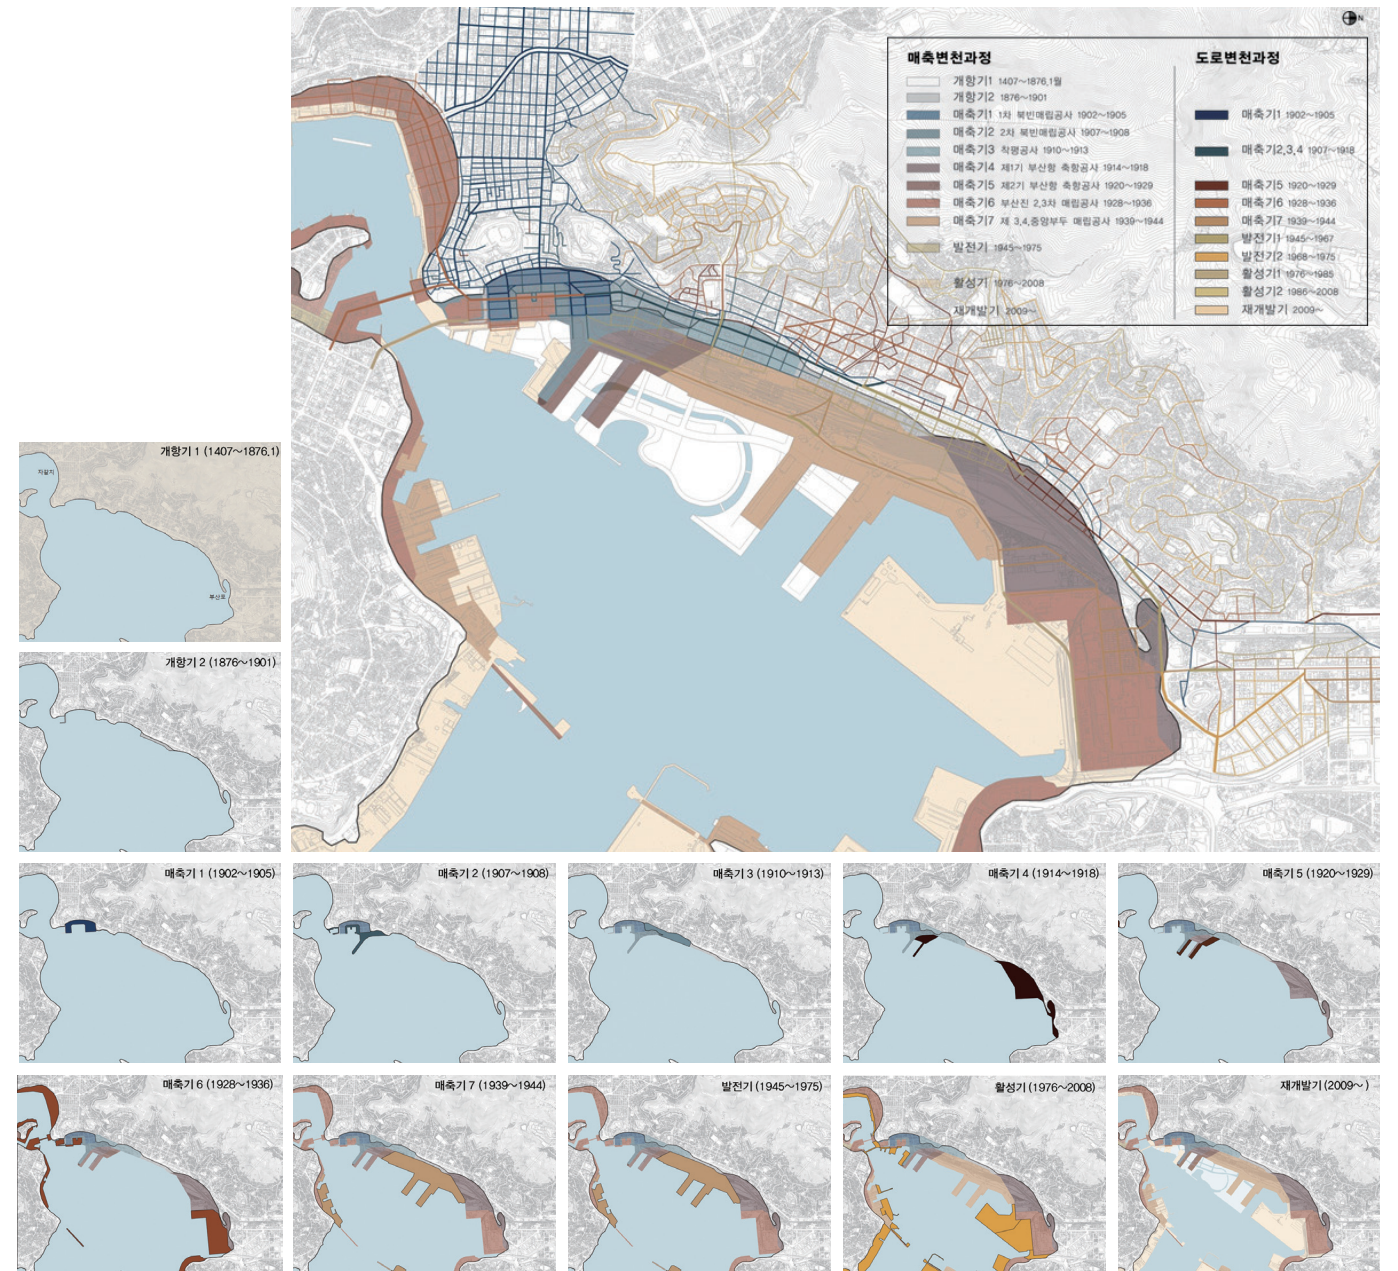 N
매축변천과정
개항기1 1407~1876.1월
개항기2 1876~1901
매축기1 1차 북빈매립공사 1902~1905
매축기2 2차 북빈매립공사 1907~1908
매축기3 착평공사 1910~1913
매축기4 제1기 부산항 축항공사 1914~1918
매축기5 제2기 부산항 축항공사 1920~1929
매축기6 부산진 2,3차 매립공사 1928~1936
매축기7 제 3,4,중앙부두 매립공사 1939~1944
발전기 1945~1975
활성기 1976~2008
재개발기 2009~
도로변천과정
매축기1 1902~1905
매축기2,3,4 1907~1918
매축기5 1920~1929
매축기6 1928~1936
매축기7 1939~1944
발전기1 1945~1967
발전기2 1968~1975
활성기1 1976~1985
활성기2 1986~2008
재개발기 2009~
개항기 1 (1407~1876.1)
자갈치
부산포
개항기 2 (1876~1901)
매축기 1 (1902~1905)
매축기 2 (1907~1908)
매축기 3 (1910~1913)
매축기 4 (1914~1918)
매축기 5 (1920~1929)
매축기 6 (1928~1936)
매축기 7 (1939~1944)
발전기 (1945~1975)
활성기 (1976~2008)
재개발기 (2009~ )